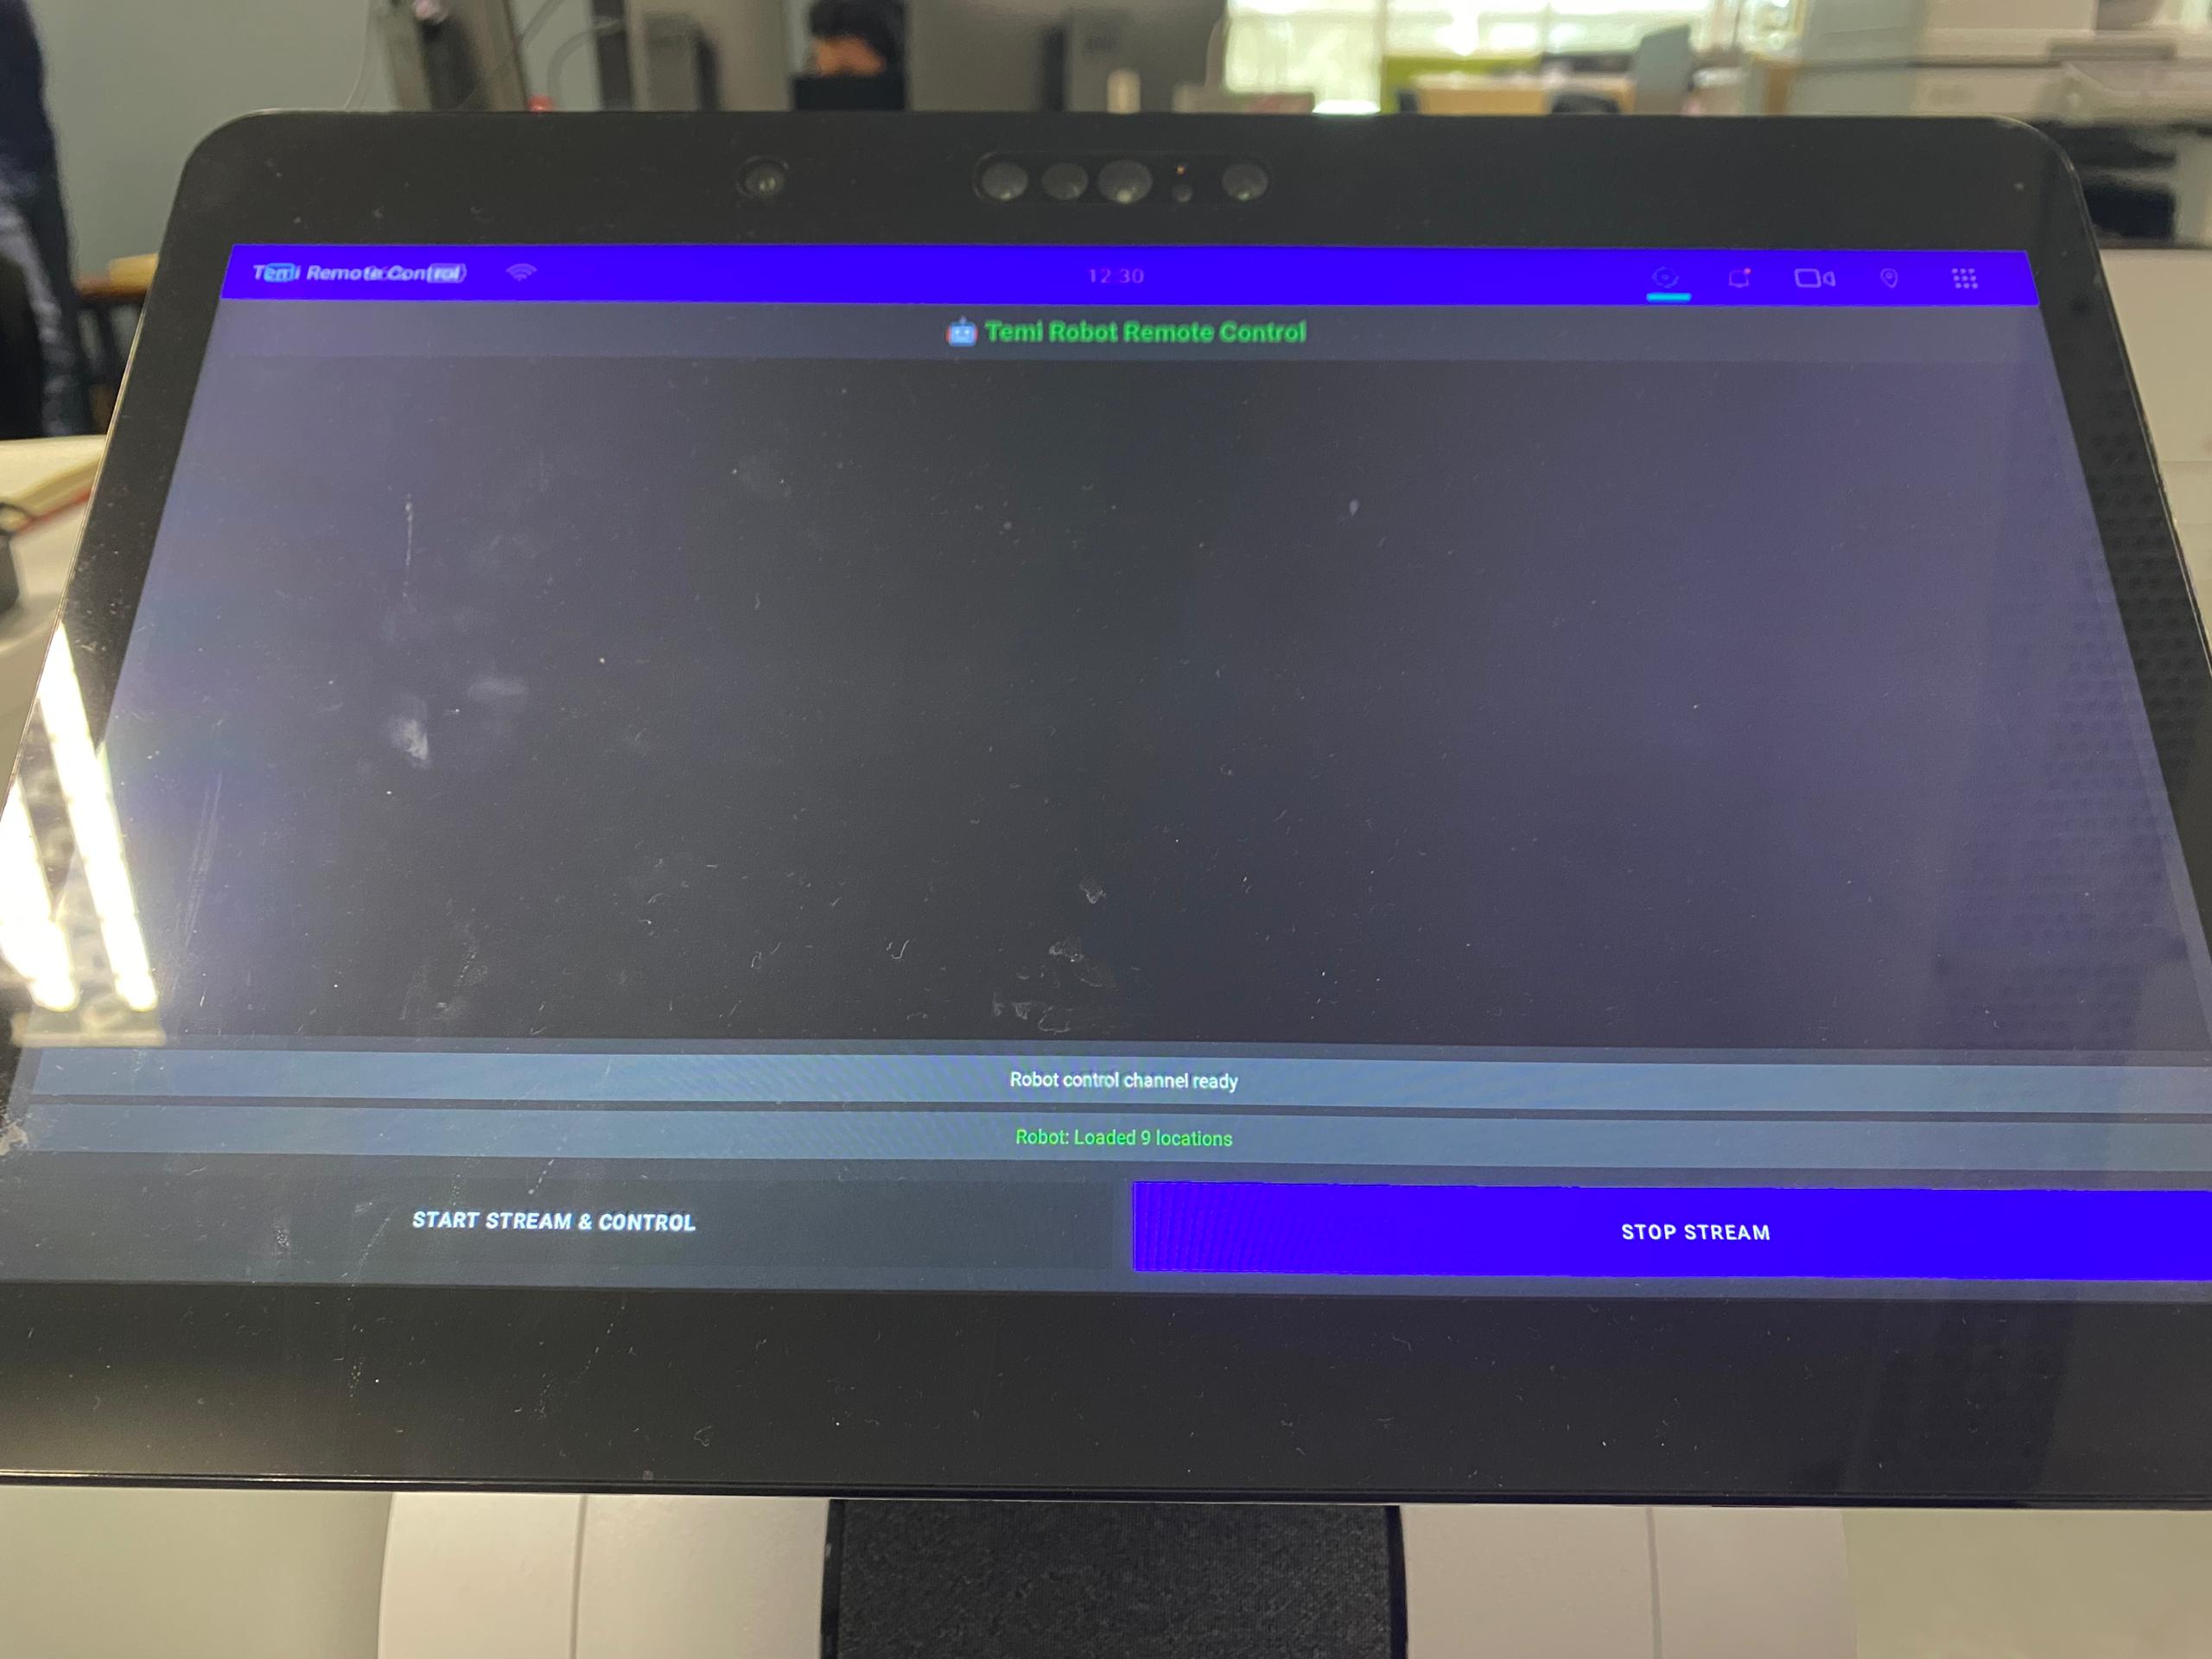 Temi Remote Control
12:30
Temi Robot Remote Control
Robot control channel ready
Robot: Loaded 9 locations
START STREAM & CONTROL
STOP STREAM